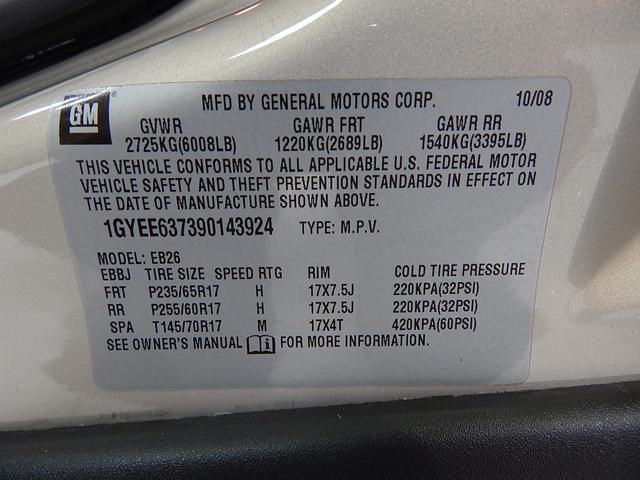 GM
MFD BY GENERAL MOTORS CORP. 10/08
GVWR GAWR FRT GAWR RR
2725KG(6008LB) 1220KG(2689LB) 1540KG(3395LB)
THIS VEHICLE CONFORMS TO ALL APPLICABLE U.S. FEDERAL MOTOR
VEHICLE SAFETY AND THEFT PREVENTION STANDARDS IN EFFECT ON
THE DATE OF MANUFACTURE SHOWN ABOVE.
1GYEE637390143924 TYPE: M.P.V.
MODEL: EB26
EBBJ TIRE SIZE SPEED RTG RIM COLD TIRE PRESSURE
FRT P235/65R17 H 17X7.5J 220KPA(32PSI)
RR P255/60R17 H 17X7.5J 220KPA(32PSI)
SPA T145/70R17 M 17X4T 420KPA(60PSI)
SEE OWNER'S MANUAL FOR MORE INFORMATION.